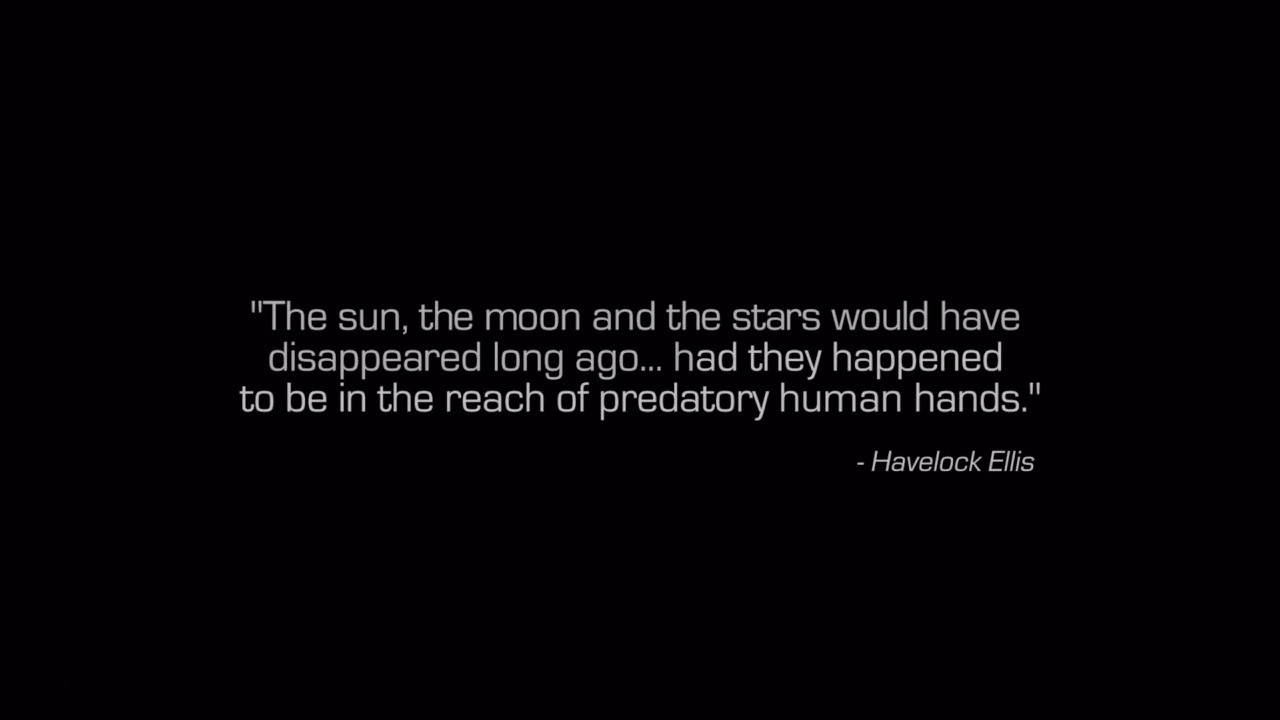 "The sun, the moon and the stars would have
disappeared long ago... had they happened
to be in the reach of predatory human hands."
- Havelock Ellis